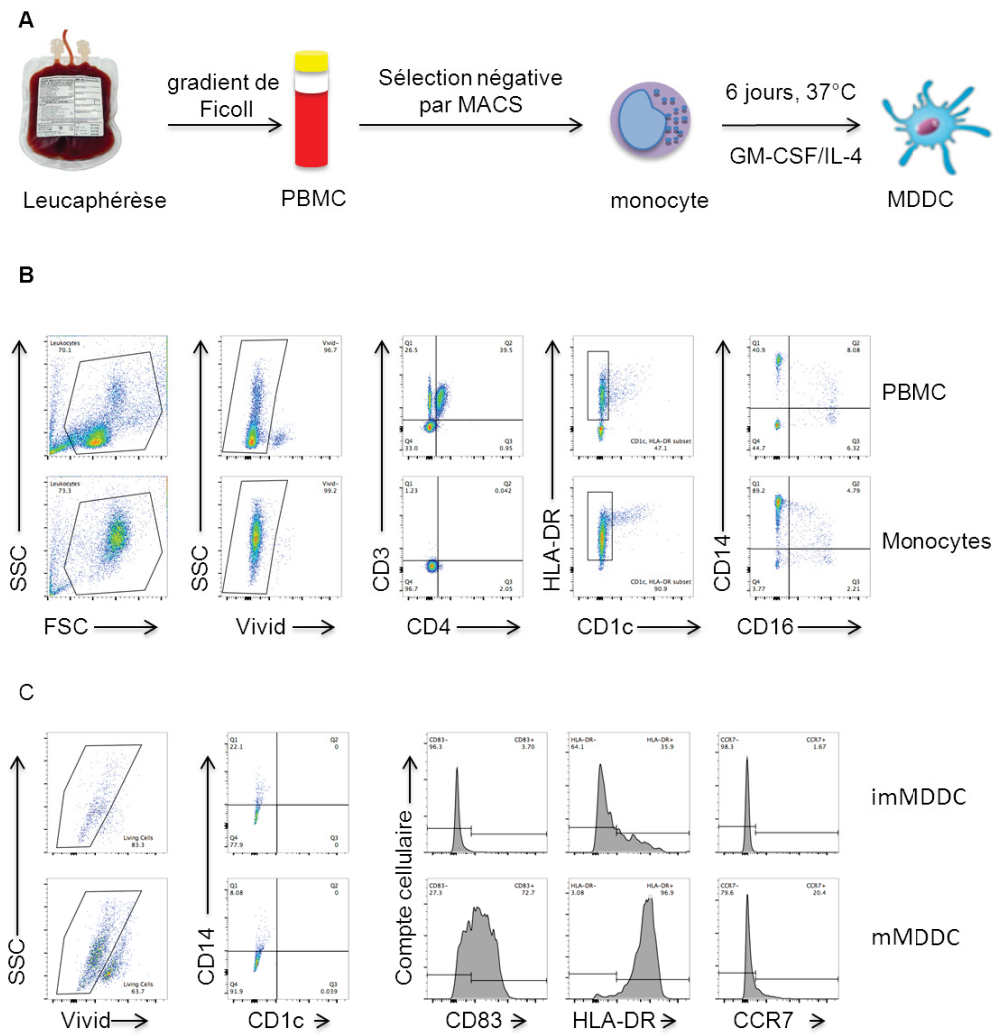 A
gradient de
Ficoll
Sélection négative
par MACS
6 jours, 37°C
GM-CSF/IL-4
Leucaphérèse
PBMC
monocyte
MDDC
B
Leukocytes
70.1
Vivid-
96.7
Q1
26.5
Q2
39.5
Q4
33.0
Q3
0.95
CD1c, HLA-DR subset
47.1
Q1
40.9
Q2
8.08
Q4
44.7
Q3
6.32
PBMC
Leukocytes
73.3
Vivid-
99.2
Q1
1.23
Q2
0.042
Q4
96.7
Q3
2.05
CD1c, HLA-DR subset
90.9
Q1
89.2
Q2
4.79
Q4
3.77
Q3
2.21
Monocytes
SSC
SSC
CD3
HLA-DR
CD14
FSC
Vivid
CD4
CD1c
CD16
C
Living Cells
83.3
Q1
22.1
Q2
0
Q4
77.9
Q3
0
CD83-
96.3
CD83+
3.70
HLA-DR-
64.1
HLA-DR+
35.9
CCR7-
98.3
CCR7+
1.67
imMDDC
Living Cells
63.7
Q1
8.08
Q2
0
Q4
91.9
Q3
0.039
CD83-
27.3
CD83+
72.7
HLA-DR-
3.08
HLA-DR+
96.9
CCR7-
79.6
CCR7+
20.4
mMDDC
SSC
CD14
Compte cellulaire
Vivid
CD1c
CD83
HLA-DR
CCR7